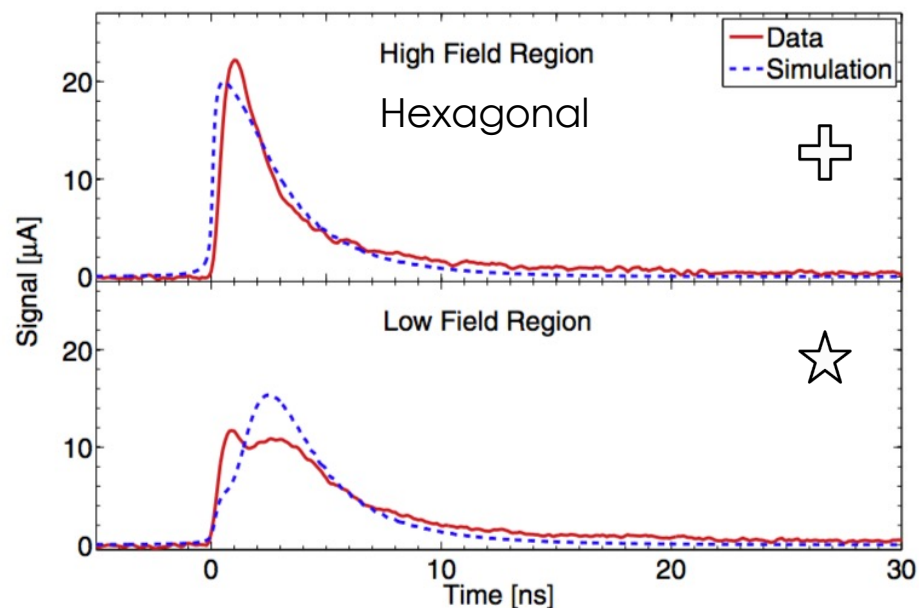 High Field Region
Hexagonal
Data
Simulation
20
10
0
Signal [µA]
Low Field Region
20
10
0
0
10
20
30
Time [ns]